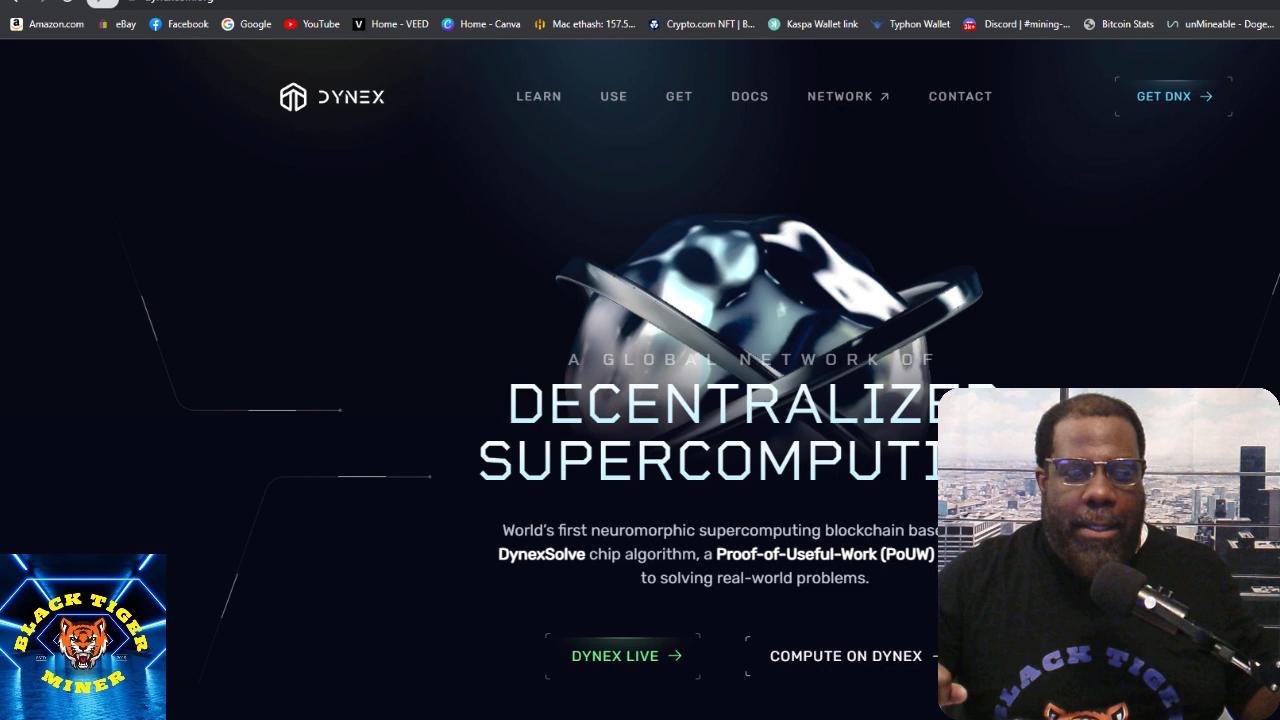 Amazon.com eBay Facebook Google YouTube Home - VEED Home - Canva Mac ethash: 157.5... Crypto.com NFT | B... Kaspa Wallet link Typhon Wallet Discord | #mining-... Bitcoin Stats unMineable - Doge...
DYNEX LEARN USE GET DOCS NETWORK CONTACT GET DNX
A GLOBAL NETWORK OF
DECENTRALIZED
SUPERCOMPUTI
World's first neuromorphic supercomputing blockchain base
DynexSolve chip algorithm, a Proof-of-Useful-Work (PoUW)
to solving real-world problems.
DYNEX LIVE COMPUTE ON DYNEX
BLACK TIGER
MINER
BLACK TIGE